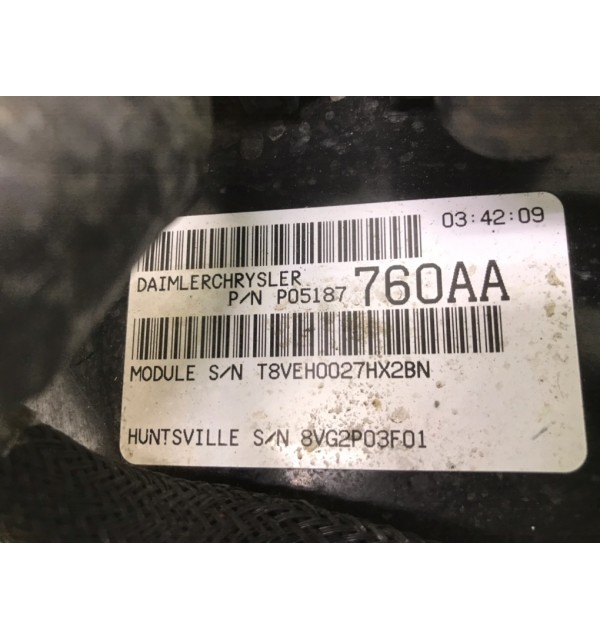 03:42:09
DAIMLERCHRYSLER
P/N P05187 760AA
MODULE S/N T8VEH0027HX2BN
HUNTSVILLE S/N 8VG2P03F01